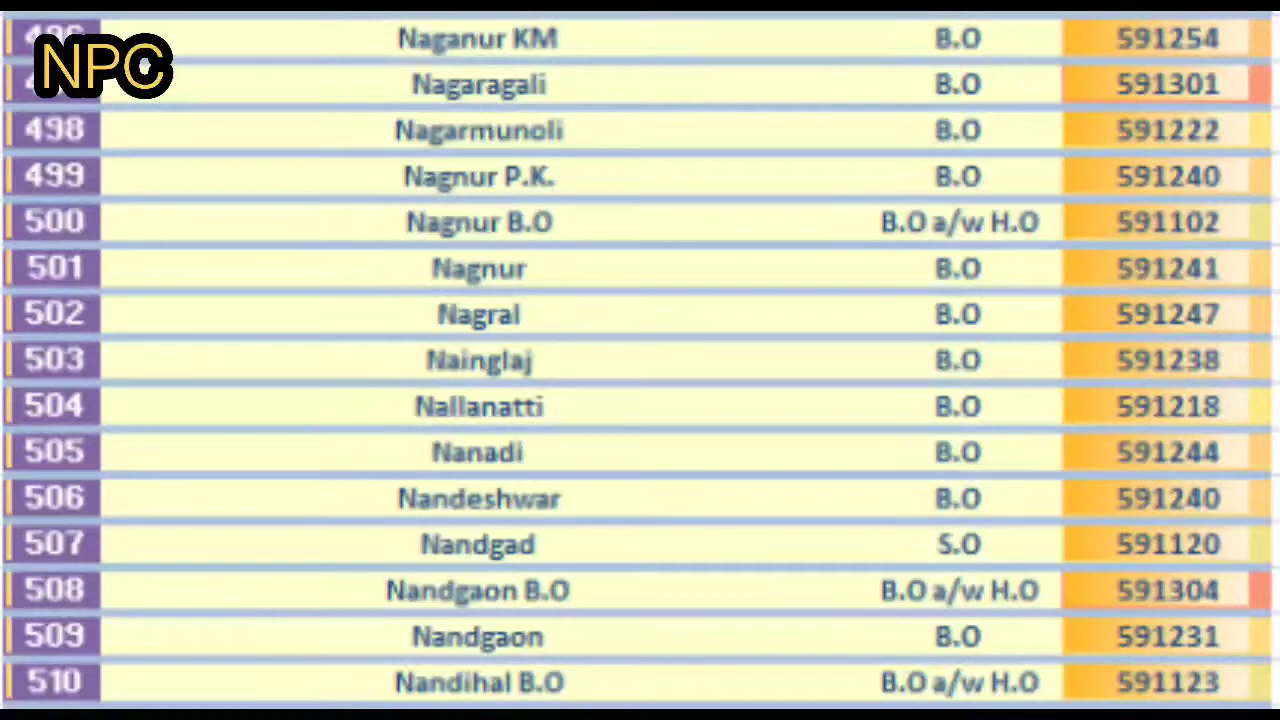 NPC
Naganur KM B.O 591254
Nagaragali B.O 591301
498 Nagarmunoli B.O 591222
499 Nagnur P.K. B.O 591240
500 Nagnur B.O B.O a/w H.O 591102
501 Nagnur B.O 591241
502 Nagral B.O 591247
503 Nainglaj B.O 591238
504 Nallanatti B.O 591218
505 Nanadi B.O 591244
506 Nandeshwar B.O 591240
507 Nandgad S.O 591120
508 Nandgaon B.O B.O a/w H.O 591304
509 Nandgaon B.O 591231
510 Nandihal B.O B.O a/w H.O 591123